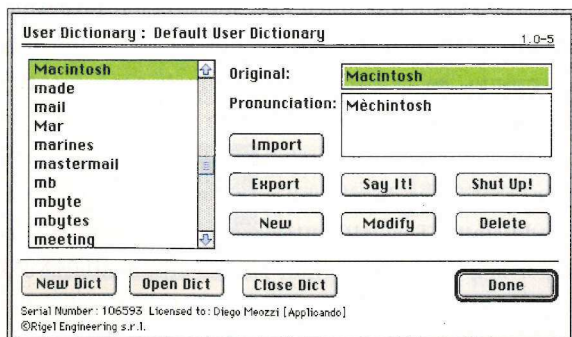 User Dictionary : Default User Dictionary
1.0-5
Macintosh
made
mail
Mar
marines
mastermail
mb
mbyte
mbytes
meeting
Original:
Macintosh
Pronunciation:
Mèchintosh
Import
Export
Say It!
Shut Up!
New
Modify
Delete
New Dict
Open Dict
Close Dict
Done
Serial Number: 106593 Licensed to: Diego Meozzi [Applicando]
©Rigel Engineering s.r.l.